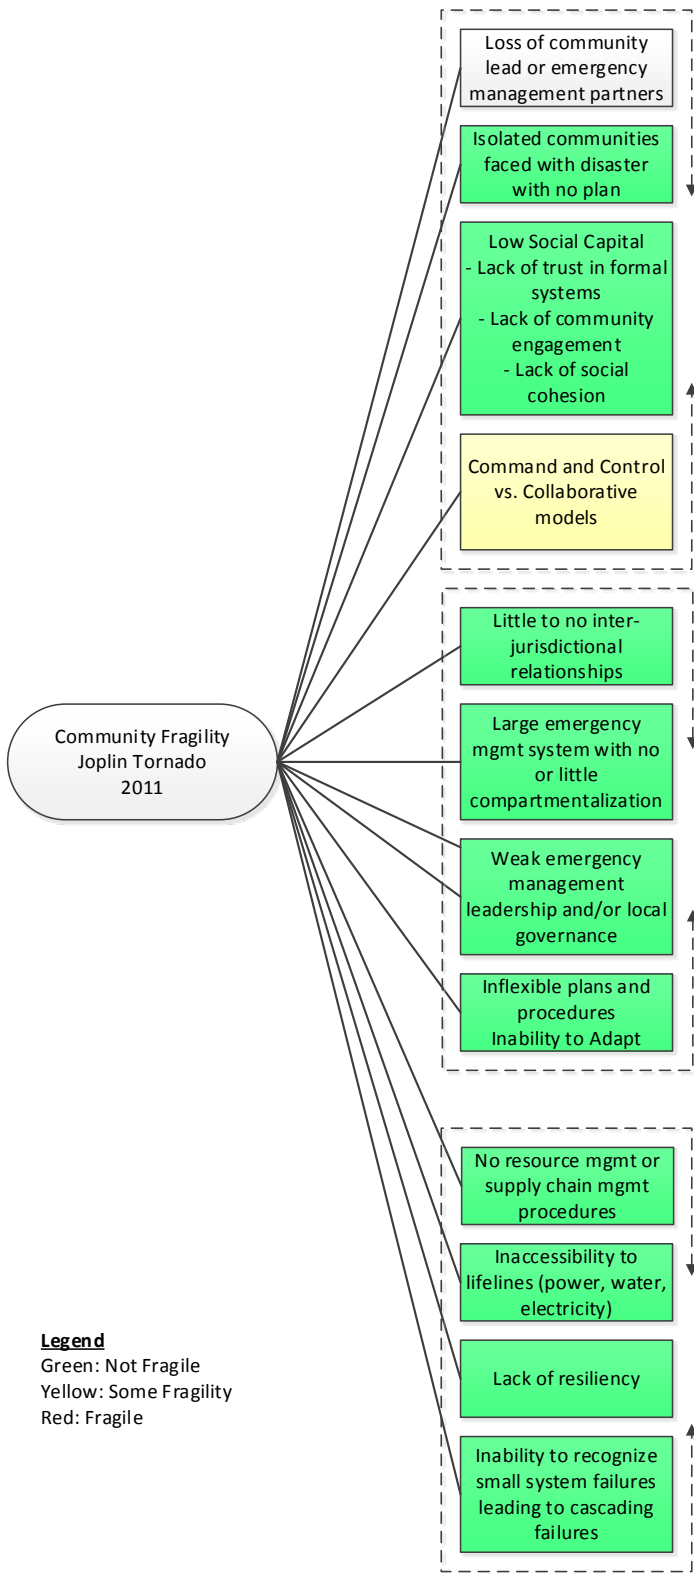 Loss of community
lead or emergency
management partners
Isolated communities
faced with disaster
with no plan
Low Social Capital
- Lack of trust in formal
systems
- Lack of community
engagement
- Lack of social
cohesion
Command and Control
vs. Collaborative
models
Little to no inter-
jurisdictional
relationships
Community Fragility
Joplin Tornado
2011
Large emergency
mgmt system with no
or little
compartmentalization
Weak emergency
management
leadership and/or local
governance
Inflexible plans and
procedures
Inability to Adapt
No resource mgmt or
supply chain mgmt
procedures
Inaccessibility to
lifelines (power, water,
electricity)
Lack of resiliency
Inability to recognize
small system failures
leading to cascading
failures
Legend
Green: Not Fragile
Yellow: Some Fragility
Red: Fragile